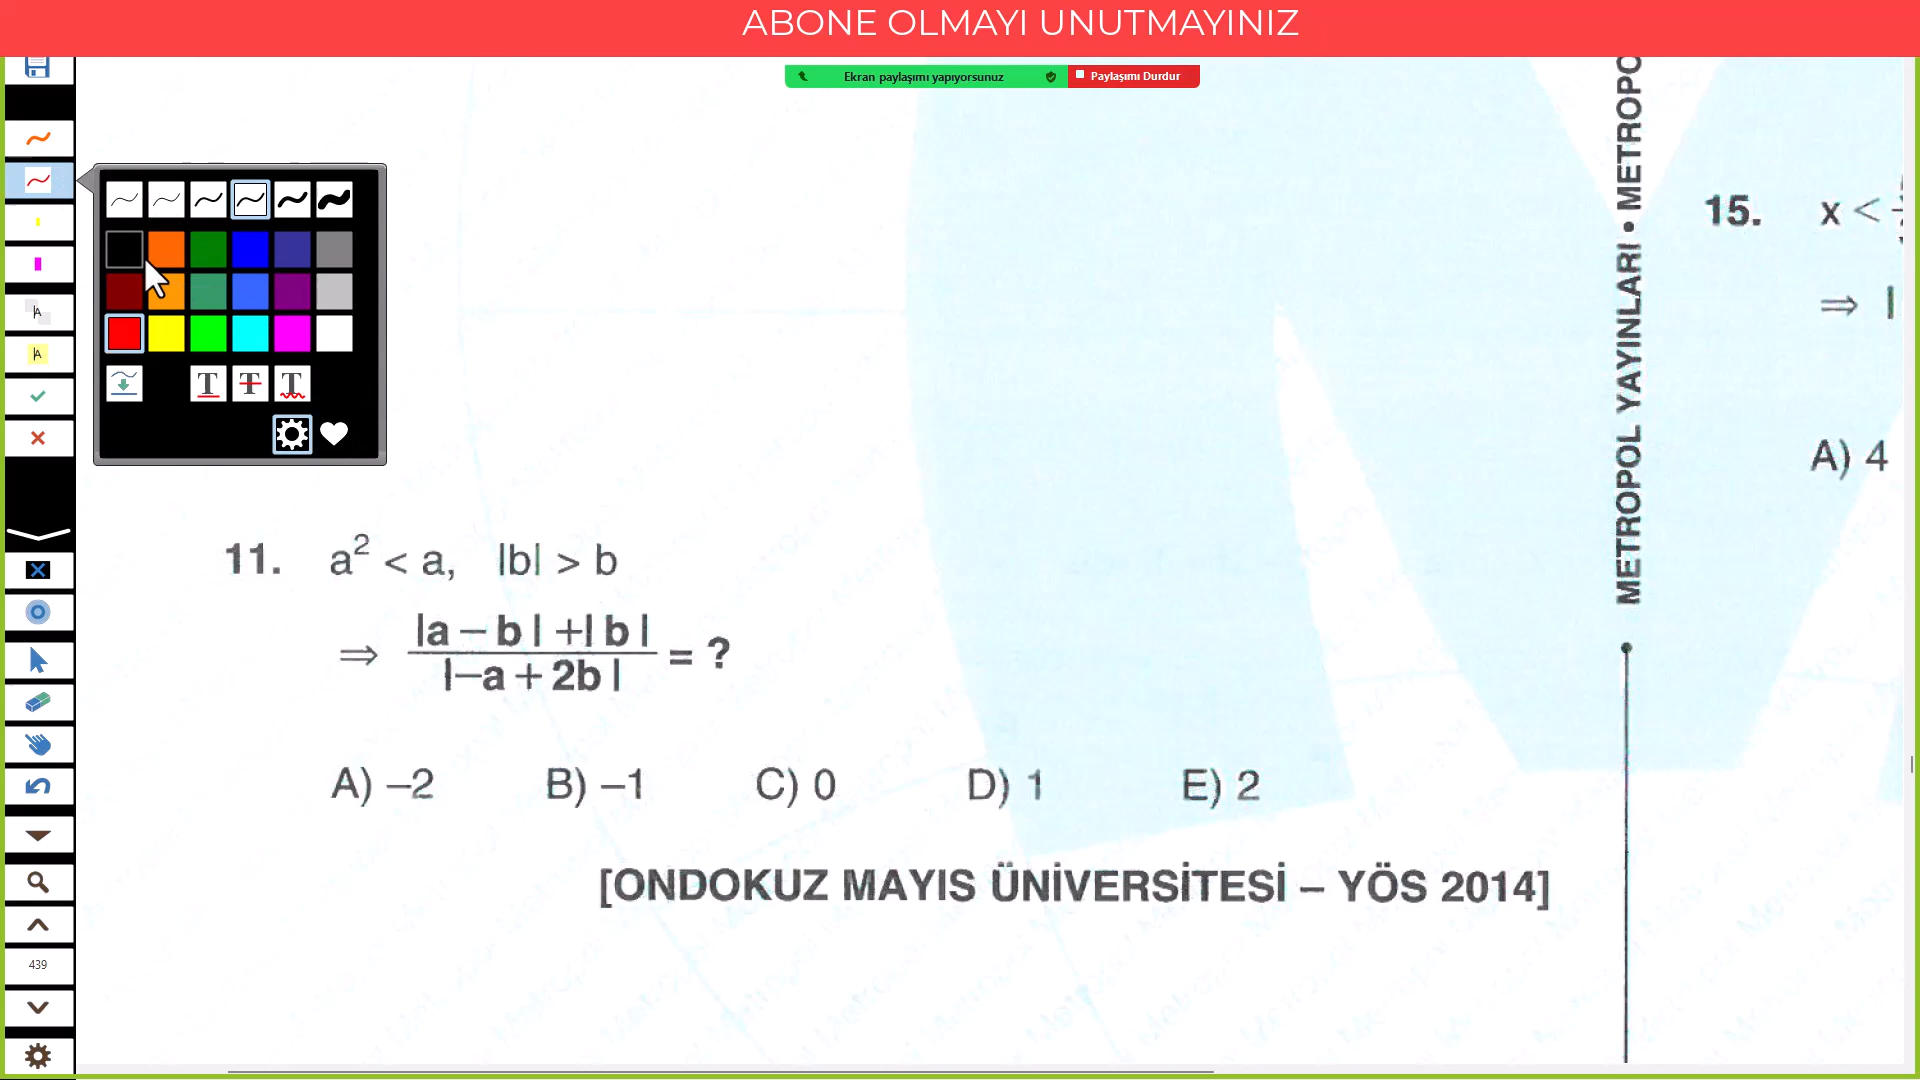 ABONE OLMAYI UNUTMAYINIZ
Ekran paylaşımı yapıyorsunuz
Paylaşımı Durdur
11. a² < a, |b| > b
⇒ |a – b| + |b| / |–a + 2b| = ?
A) –2 B) –1 C) 0 D) 1 E) 2
[ONDOKUZ MAYIS ÜNİVERSİTESİ – YÖS 2014]
METROPOL YAYINLARI • METROPO
15. x <
⇒ |
A) 4
439